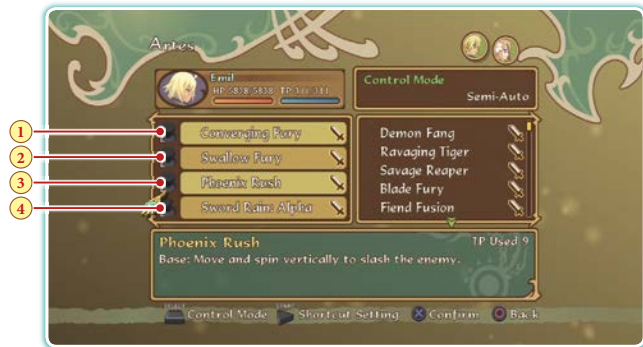 Artes
Emil
HP 5838/5838 TP 311/311
Control Mode
Semi-Auto
1
Converging Fury
2
Swallow Fury
3
Phoenix Rush
4
Sword Rain: Alpha
Demon Fang
Ravaging Tiger
Savage Reaper
Blade Fury
Fiend Fusion
Phoenix Rush
TP Used 9
Base: Move and spin vertically to slash the enemy.
SELECT Control Mode START Shortcut Setting Confirm Back